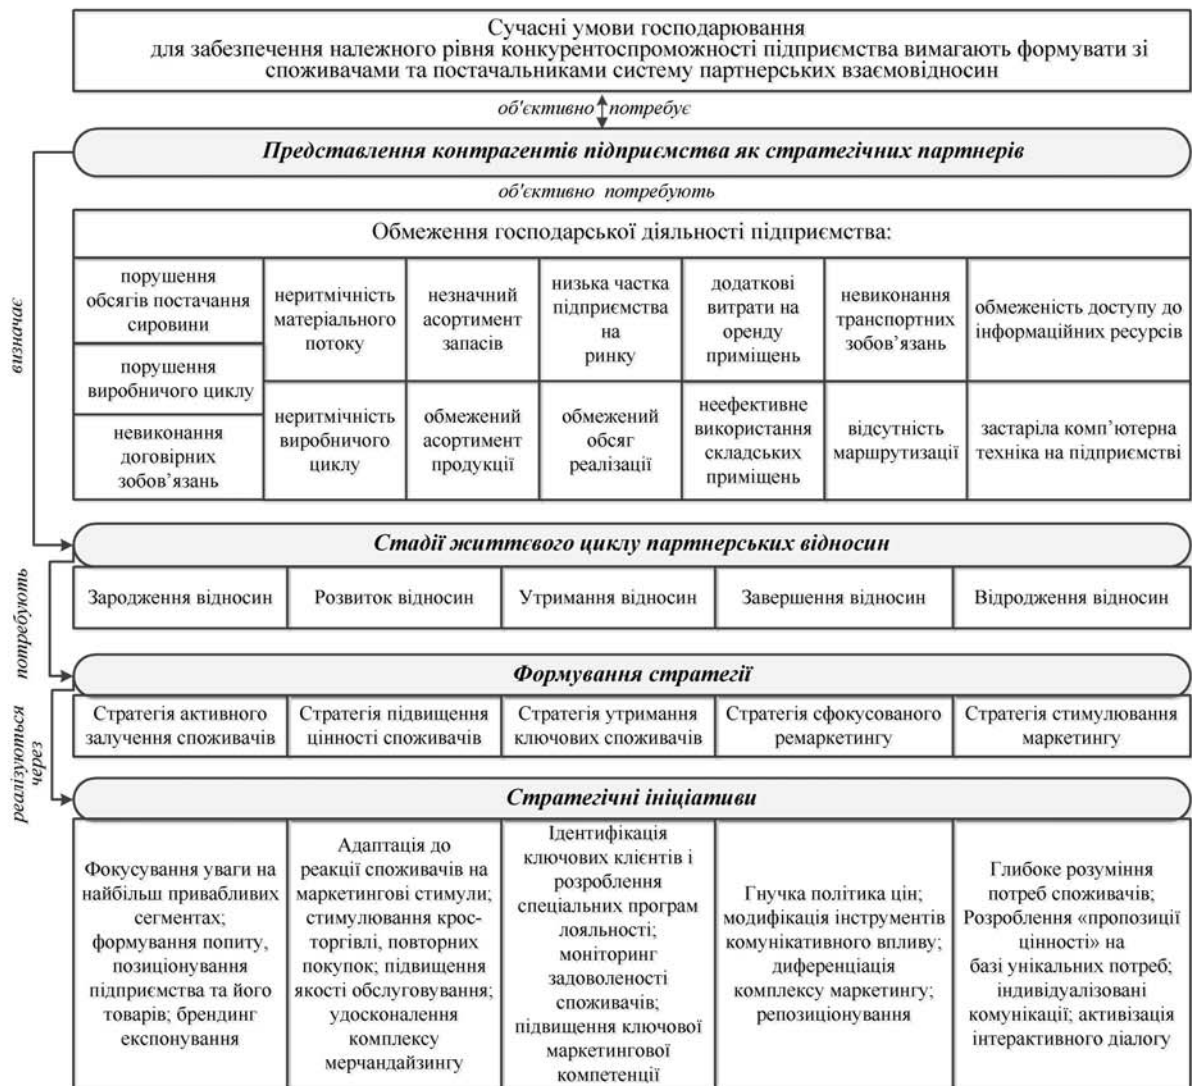 Сучасні умови господарювання
для забезпечення належного рівня конкурентоспроможності підприємства вимагають формувати зі
споживачами та постачальниками систему партнерських взаємовідносин
об'єктивно потребує
Представлення контрагентів підприємства як стратегічних партнерів
об'єктивно потребують
визначає
Обмеження господарської діяльності підприємства:
порушення
обсягів постачання
сировини
порушення
виробничого циклу
невиконання
договірних
зобов’язань
неритмічність
матеріального
потоку
неритмічність
виробничого
циклу
незначний
асортимент
запасів
обмежений
асортимент
продукції
низька частка
підприємства
на
ринку
обмежений
обсяг
реалізації
додаткові
витрати на
оренду
приміщень
неефективне
використання
складських
приміщень
невиконання
транспортних
зобов’язань
відсутність
маршрутизації
обмеженість доступу до
інформаційних ресурсів
застаріла комп’ютерна
техніка на підприємстві
Стадії життєвого циклу партнерських відносин
потребують
Зародження відносин
Розвиток відносин
Утримання відносин
Завершення відносин
Відродження відносин
Формування стратегії
реалізуються
через
Стратегія активного
залучення споживачів
Стратегія підвищення
цінності споживачів
Стратегія утримання
ключових споживачів
Стратегія сфокусованого
ремаркетингу
Стратегія стимулювання
маркетингу
Стратегічні ініціативи
Фокусування уваги на
найбільш привабливих
сегментах;
формування попиту,
позиціонування
підприємства та його
товарів; брендинг
експонування
Адаптація до
реакції споживачів на
маркетингові стимули;
стимулювання крос-
торгівлі, повторних
покупок; підвищення
якості обслуговування;
удосконалення
комплексу
мерчандайзингу
Ідентифікація
ключових клієнтів і
розроблення
спеціальних програм
лояльності;
моніторинг
задоволеності
споживачів;
підвищення ключової
маркетингової
компетенції
Гнучка політика цін;
модифікація інструментів
комунікативного впливу;
диференціація
комплексу маркетингу;
репозиціонування
Глибоке розуміння
потреб споживачів;
Розроблення «пропозиції
цінності» на
базі унікальних потреб;
індивідуалізовані
комунікації; активізація
інтерактивного діалогу